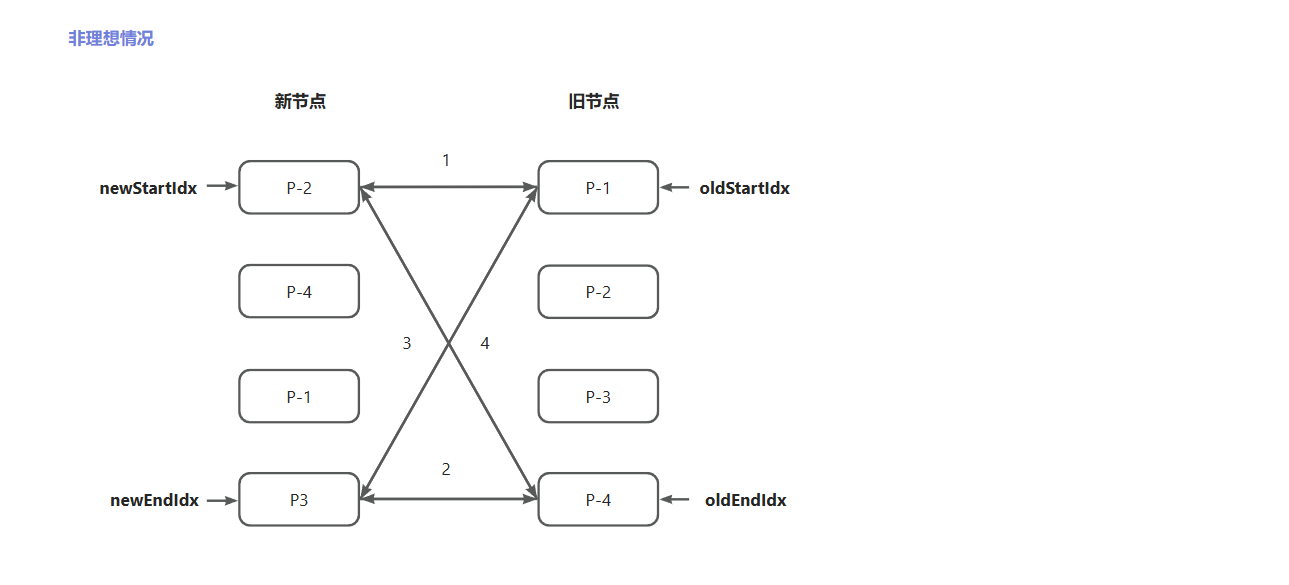 非理想情况
新节点 旧节点
1
newStartIdx P-2 P-1 oldStartIdx
P-4 P-2
3 4
P-1 P-3
2
newEndIdx P3 P-4 oldEndIdx